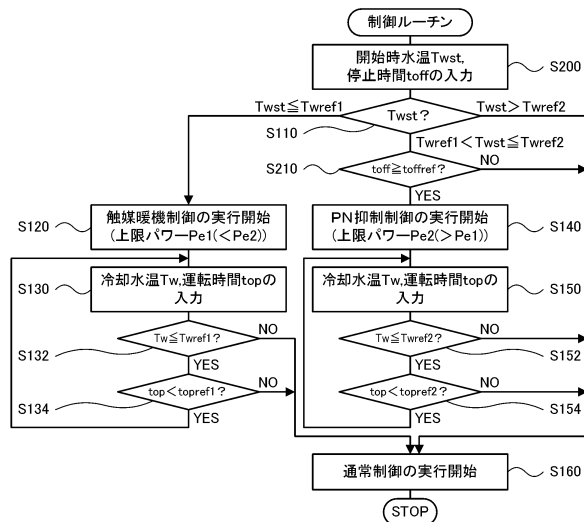 制御ルーチン
開始時水温Twst,
停止時間toffの入力
S200
Twst≦Twref1
Twst?
Twst>Twref2
S110
Twref1<Twst≦Twref2
S210
toff≧toffref?
NO
YES
S120
触媒暖機制御の実行開始
(上限パワーPe1(<Pe2))
PN抑制制御の実行開始
(上限パワーPe2(>Pe1))
S140
S130
冷却水温Tw,運転時間topの
入力
冷却水温Tw,運転時間topの
入力
S150
Tw≦Twref1?
NO
Tw≦Twref2?
NO
S132
YES
YES
S152
top<topref1?
NO
top<topref2?
NO
S134
YES
YES
S154
通常制御の実行開始
S160
STOP